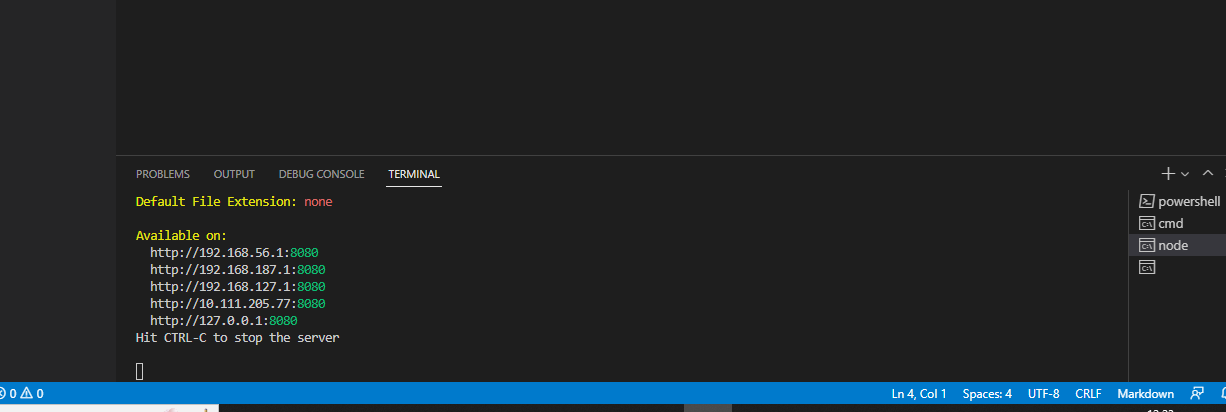 PROBLEMS OUTPUT DEBUG CONSOLE TERMINAL
Default File Extension: none
Available on:
http://192.168.56.1:8080
http://192.168.187.1:8080
http://192.168.127.1:8080
http://10.111.205.77:8080
http://127.0.0.1:8080
Hit CTRL-C to stop the server
powershell
cmd
node
0 0 Ln 4, Col 1 Spaces: 4 UTF-8 CRLF Markdown